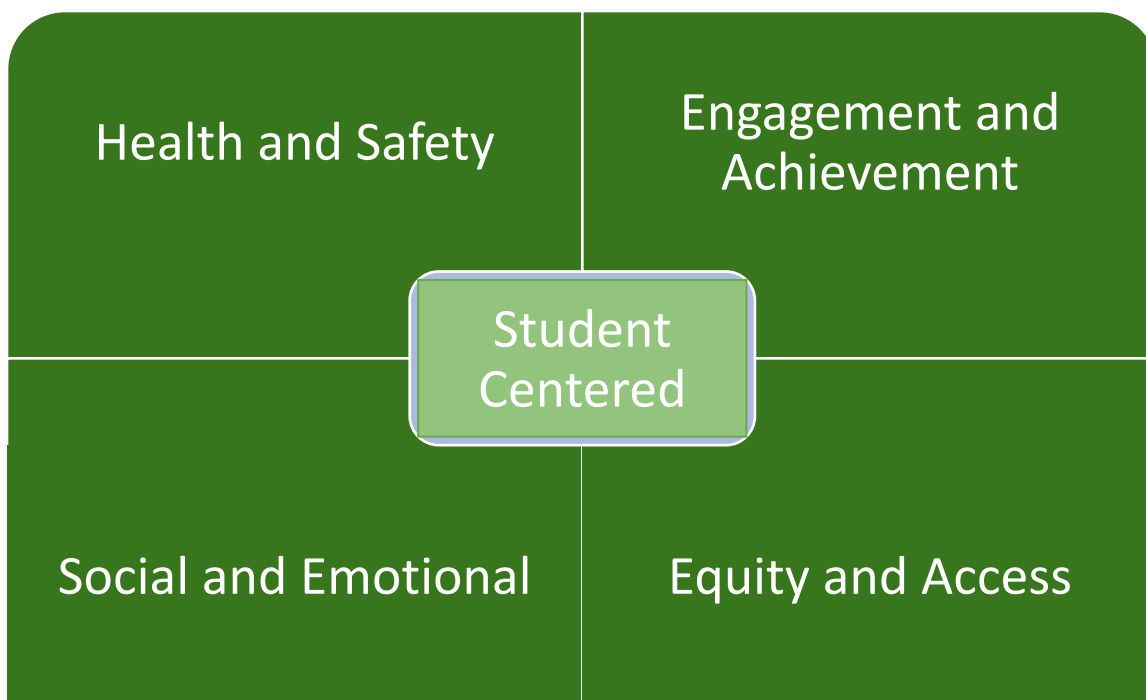 Health and Safety
Engagement and
Achievement
Student
Centered
Social and Emotional
Equity and Access